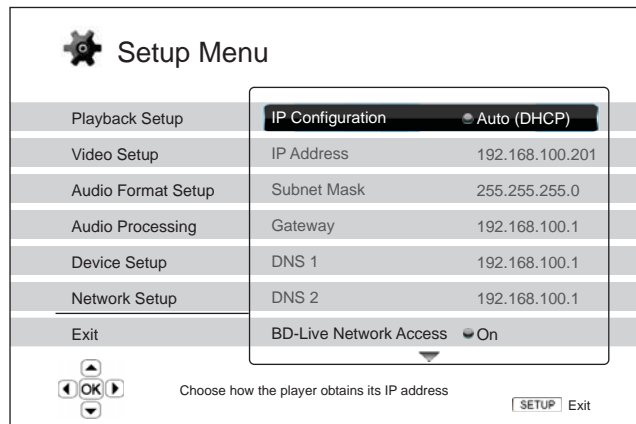 Setup Menu
Playback Setup
IP Configuration Auto (DHCP)
Video Setup
IP Address 192.168.100.201
Audio Format Setup
Subnet Mask 255.255.255.0
Audio Processing
Gateway 192.168.100.1
Device Setup
DNS 1 192.168.100.1
Network Setup
DNS 2 192.168.100.1
Exit
BD-Live Network Access On
OK
Choose how the player obtains its IP address
SETUP Exit